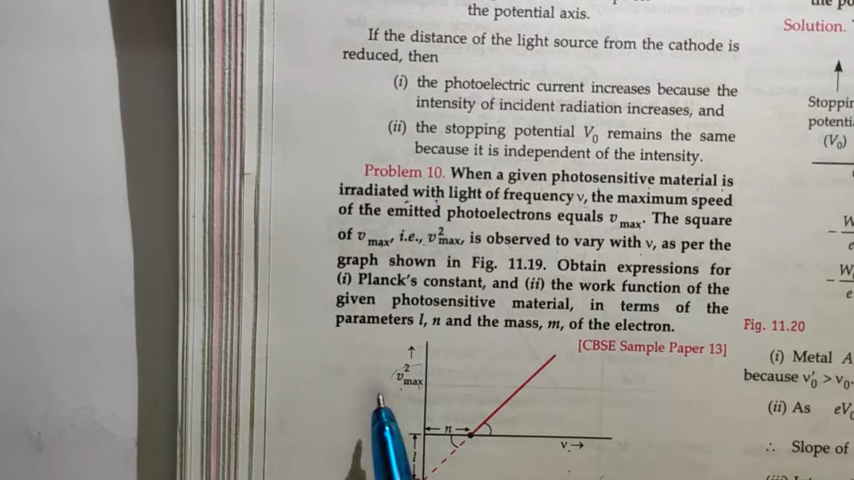 the potential axis.
If the distance of the light source from the cathode is
reduced, then
(i) the photoelectric current increases because the
intensity of incident radiation increases, and
(ii) the stopping potential V₀ remains the same
because it is independent of the intensity.
Problem 10. When a given photosensitive material is
irradiated with light of frequency ν, the maximum speed
of the emitted photoelectrons equals v max. The square
of v max, i.e., v²max, is observed to vary with ν, as per the
graph shown in Fig. 11.19. Obtain expressions for
(i) Planck's constant, and (ii) the work function of the
given photosensitive material, in terms of the
parameters l, n and the mass, m, of the electron.
[CBSE Sample Paper 13]
↑
v²max
n
ν→
l
Solution.
Stoppin
potenti
(V₀)
– W
e
– W
e
Fig. 11.20
(i) Metal A
because ν′₀ > ν₀
(ii) As eV
∴ Slope of